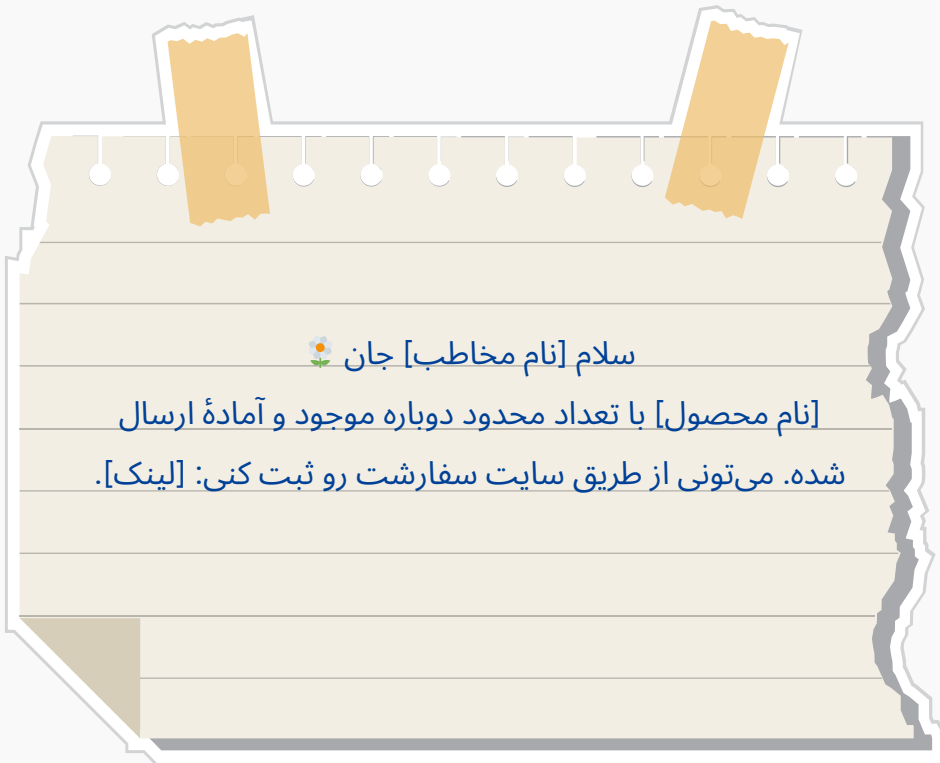 سلام [نام مخاطب] جان 🌼
[نام محصول] با تعداد محدود دوباره موجود و آمادهٔ ارسال
شده. می‌تونی از طریق سایت سفارشت رو ثبت کنی: [لینک].